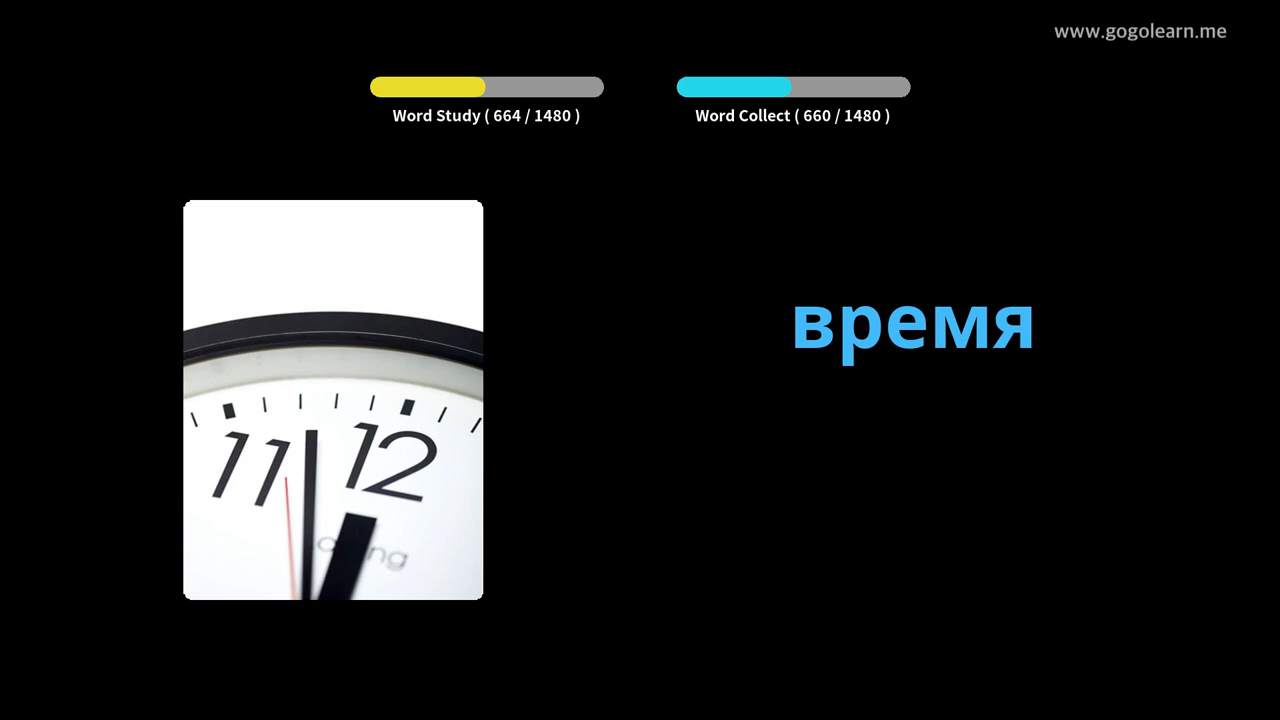 www.gogolearn.me
Word Study ( 664 / 1480 )
Word Collect ( 660 / 1480 )
время
11
12